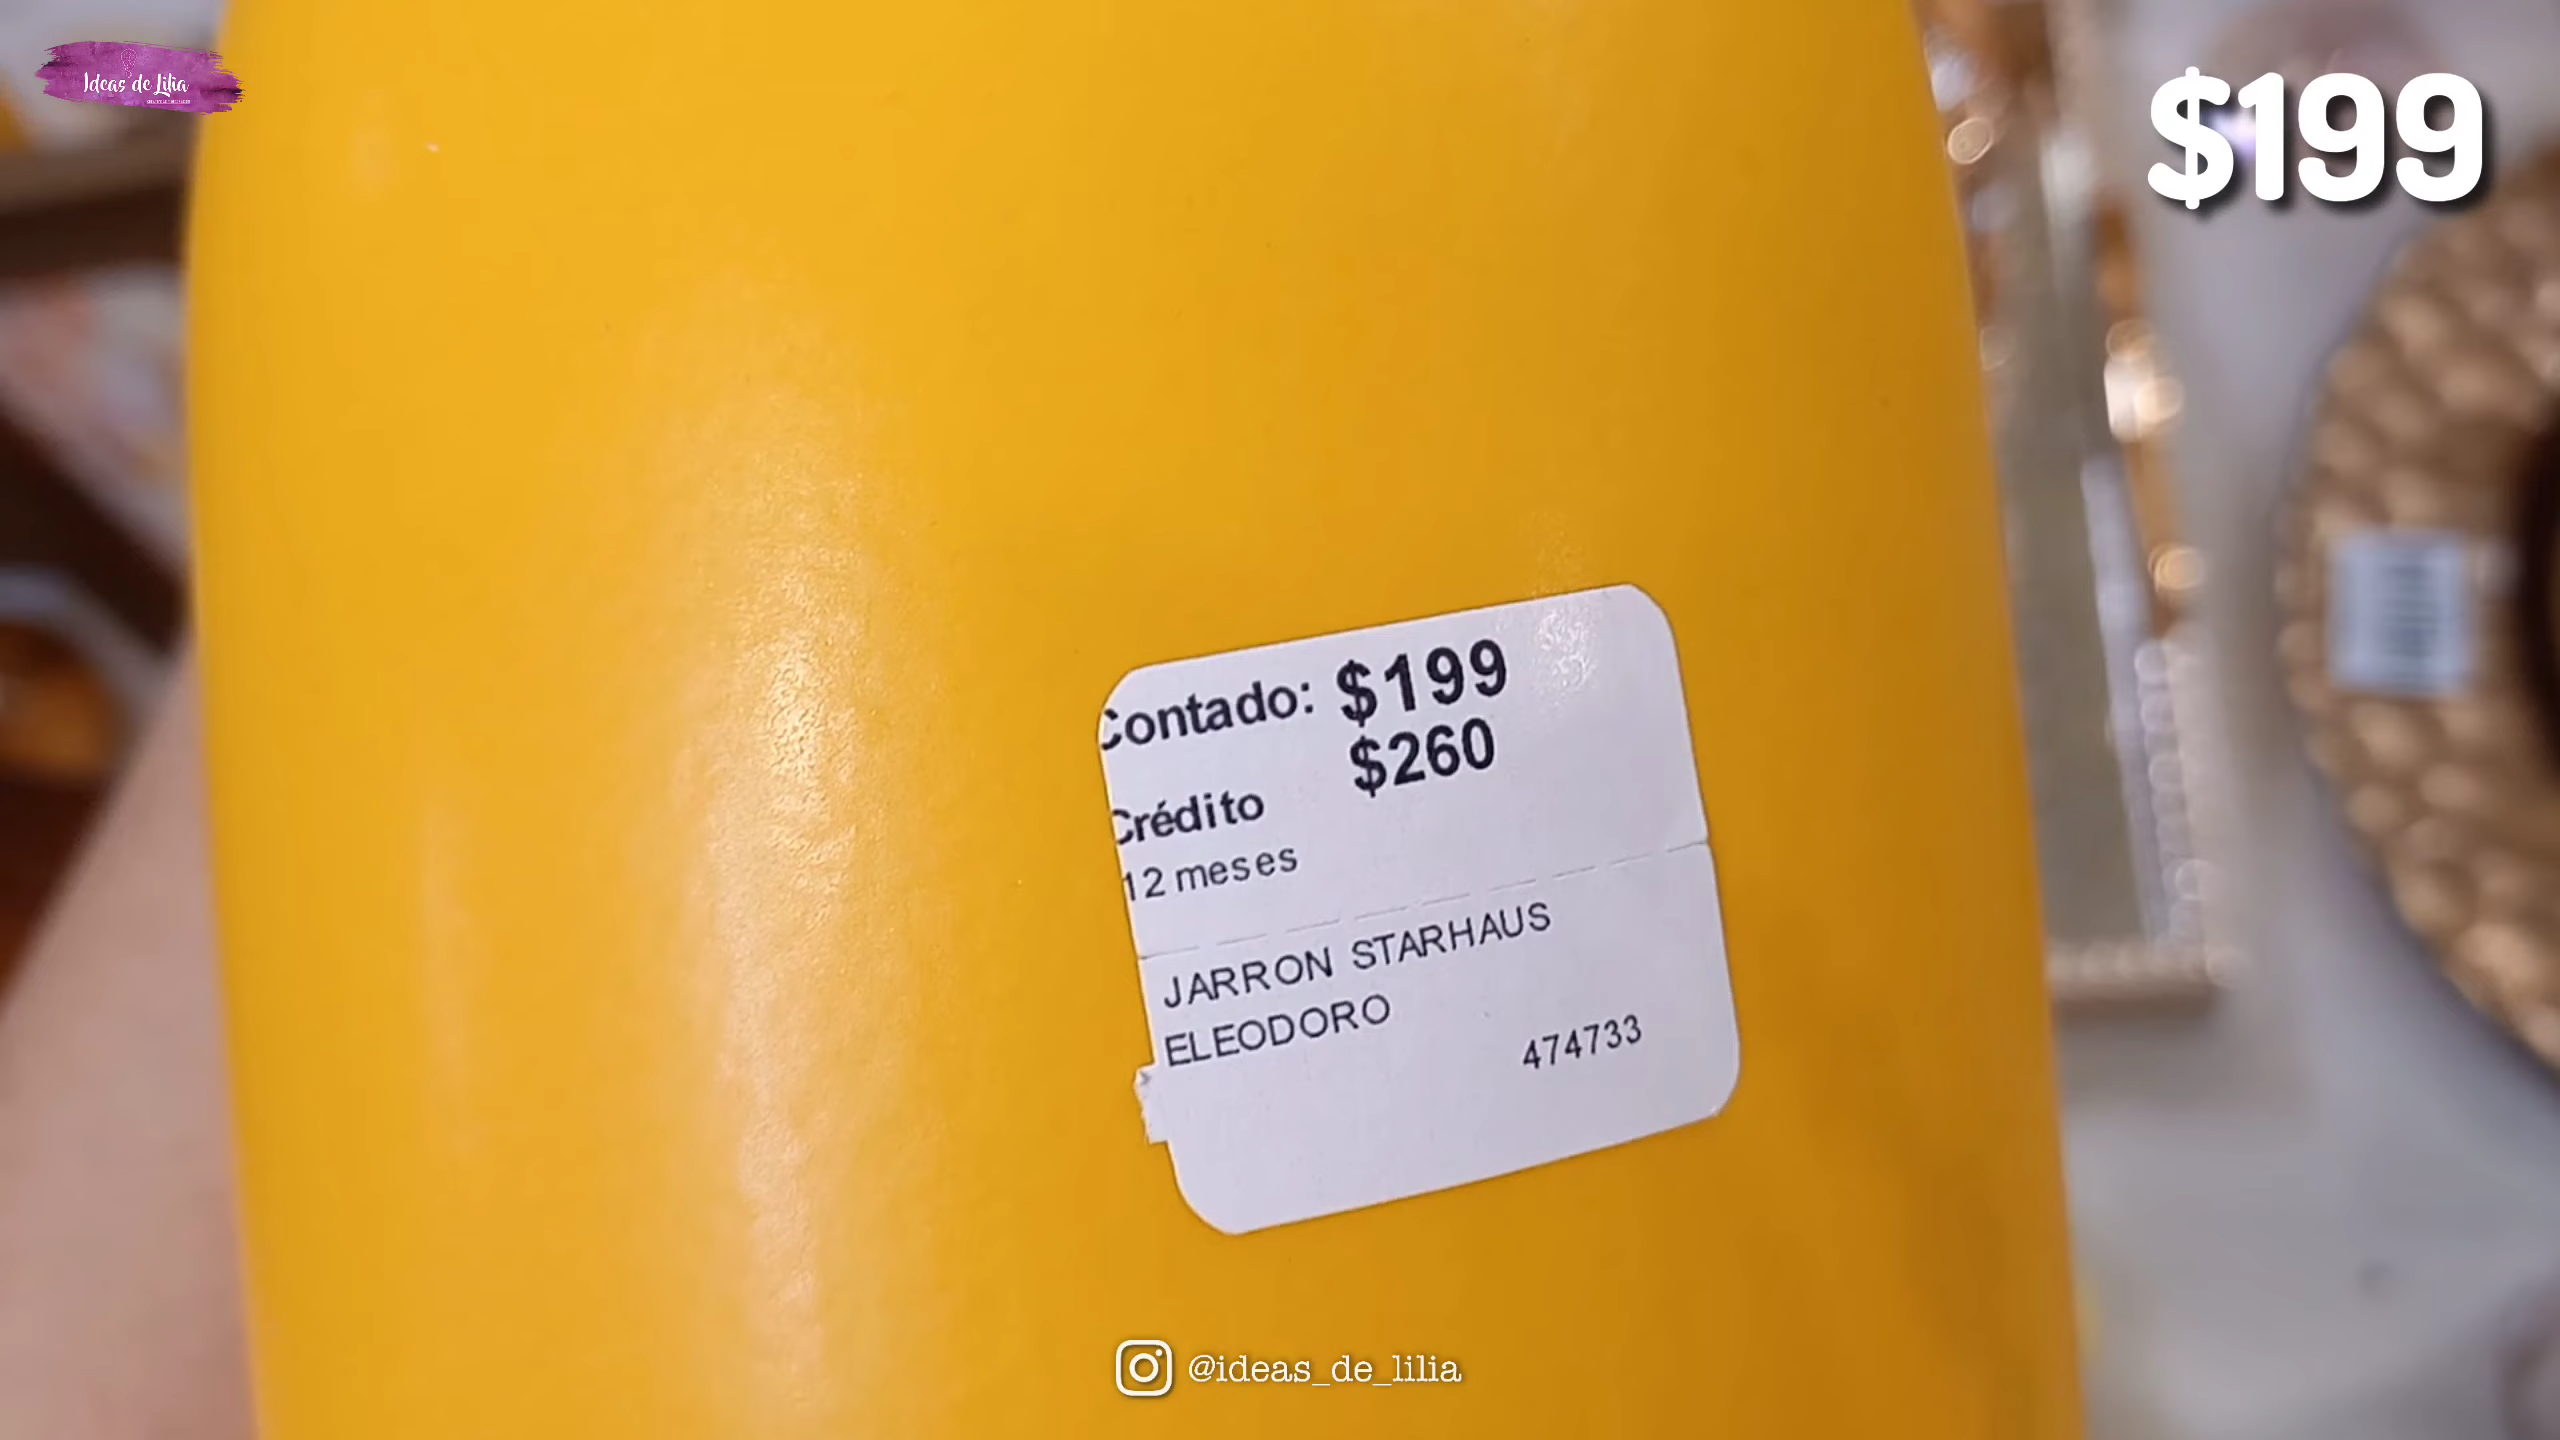 Ideas de Lilia
$199
Contado: $199
$260
Crédito
12 meses
JARRON STARHAUS
ELEODORO
474733
@ideas_de_lilia